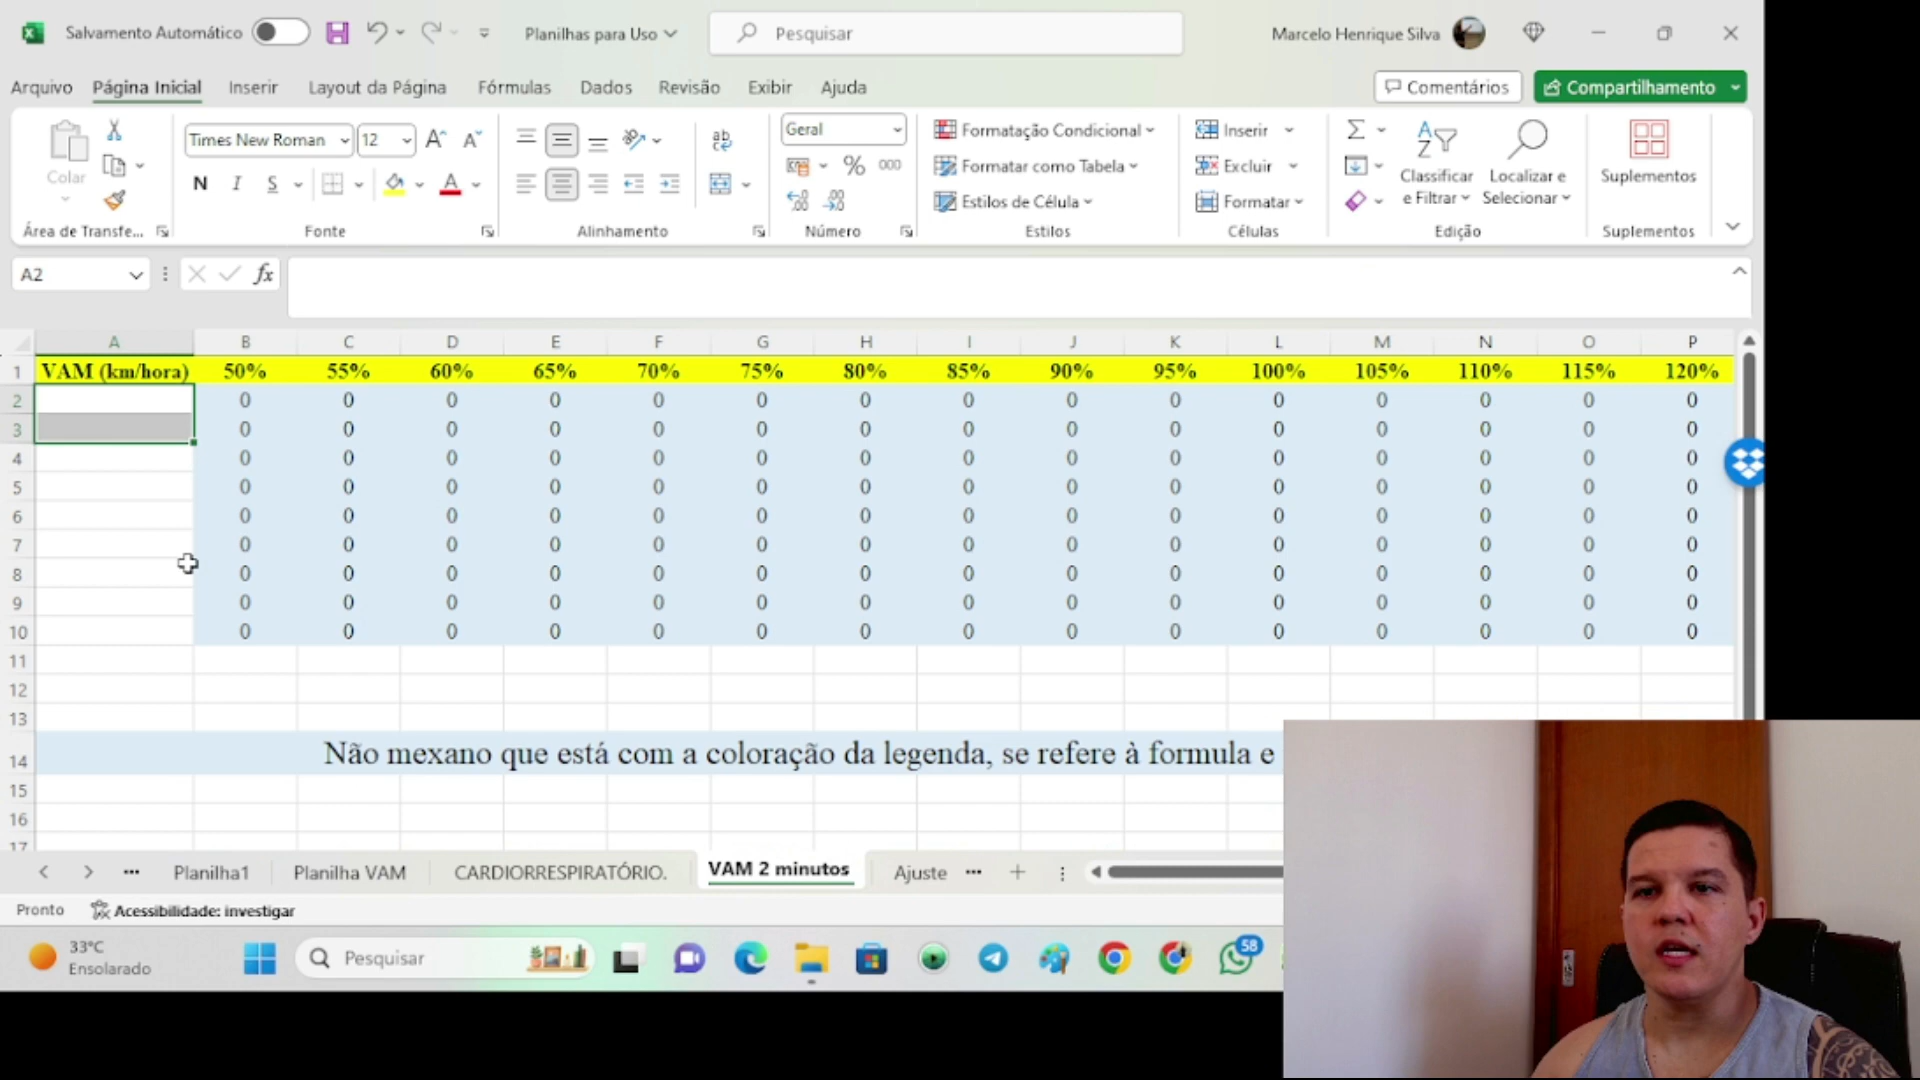 Salvamento Automático
Planilhas para Uso
Pesquisar
Marcelo Henrique Silva
Arquivo
Página Inicial
Inserir
Layout da Página
Fórmulas
Dados
Revisão
Exibir
Ajuda
Comentários
Compartilhamento
Colar
Área de Transfe...
Times New Roman
12
N I S
Fonte
ab
Alinhamento
Geral
% 000
Número
Formatação Condicional
Formatar como Tabela
Estilos de Célula
Estilos
Inserir
Excluir
Formatar
Células
Classificar
e Filtrar
Localizar e
Selecionar
Edição
Suplementos
Suplementos
A2
fx
A B C D E F G H I J K L M N O P
1 VAM (km/hora) 50% 55% 60% 65% 70% 75% 80% 85% 90% 95% 100% 105% 110% 115% 120%
2 0 0 0 0 0 0 0 0 0 0 0 0 0 0 0
3 0 0 0 0 0 0 0 0 0 0 0 0 0 0 0
4 0 0 0 0 0 0 0 0 0 0 0 0 0 0 0
5 0 0 0 0 0 0 0 0 0 0 0 0 0 0 0
6 0 0 0 0 0 0 0 0 0 0 0 0 0 0 0
7 0 0 0 0 0 0 0 0 0 0 0 0 0 0 0
8 0 0 0 0 0 0 0 0 0 0 0 0 0 0 0
9 0 0 0 0 0 0 0 0 0 0 0 0 0 0 0
10 0 0 0 0 0 0 0 0 0 0 0 0 0 0 0
11
12
13
14 Não mexano que está com a coloração da legenda, se refere à formula e
15
16
17
Planilha1
Planilha VAM
CARDIORRESPIRATÓRIO.
VAM 2 minutos
Ajuste
Pronto
Acessibilidade: investigar
33°C
Ensolarado
Pesquisar
58